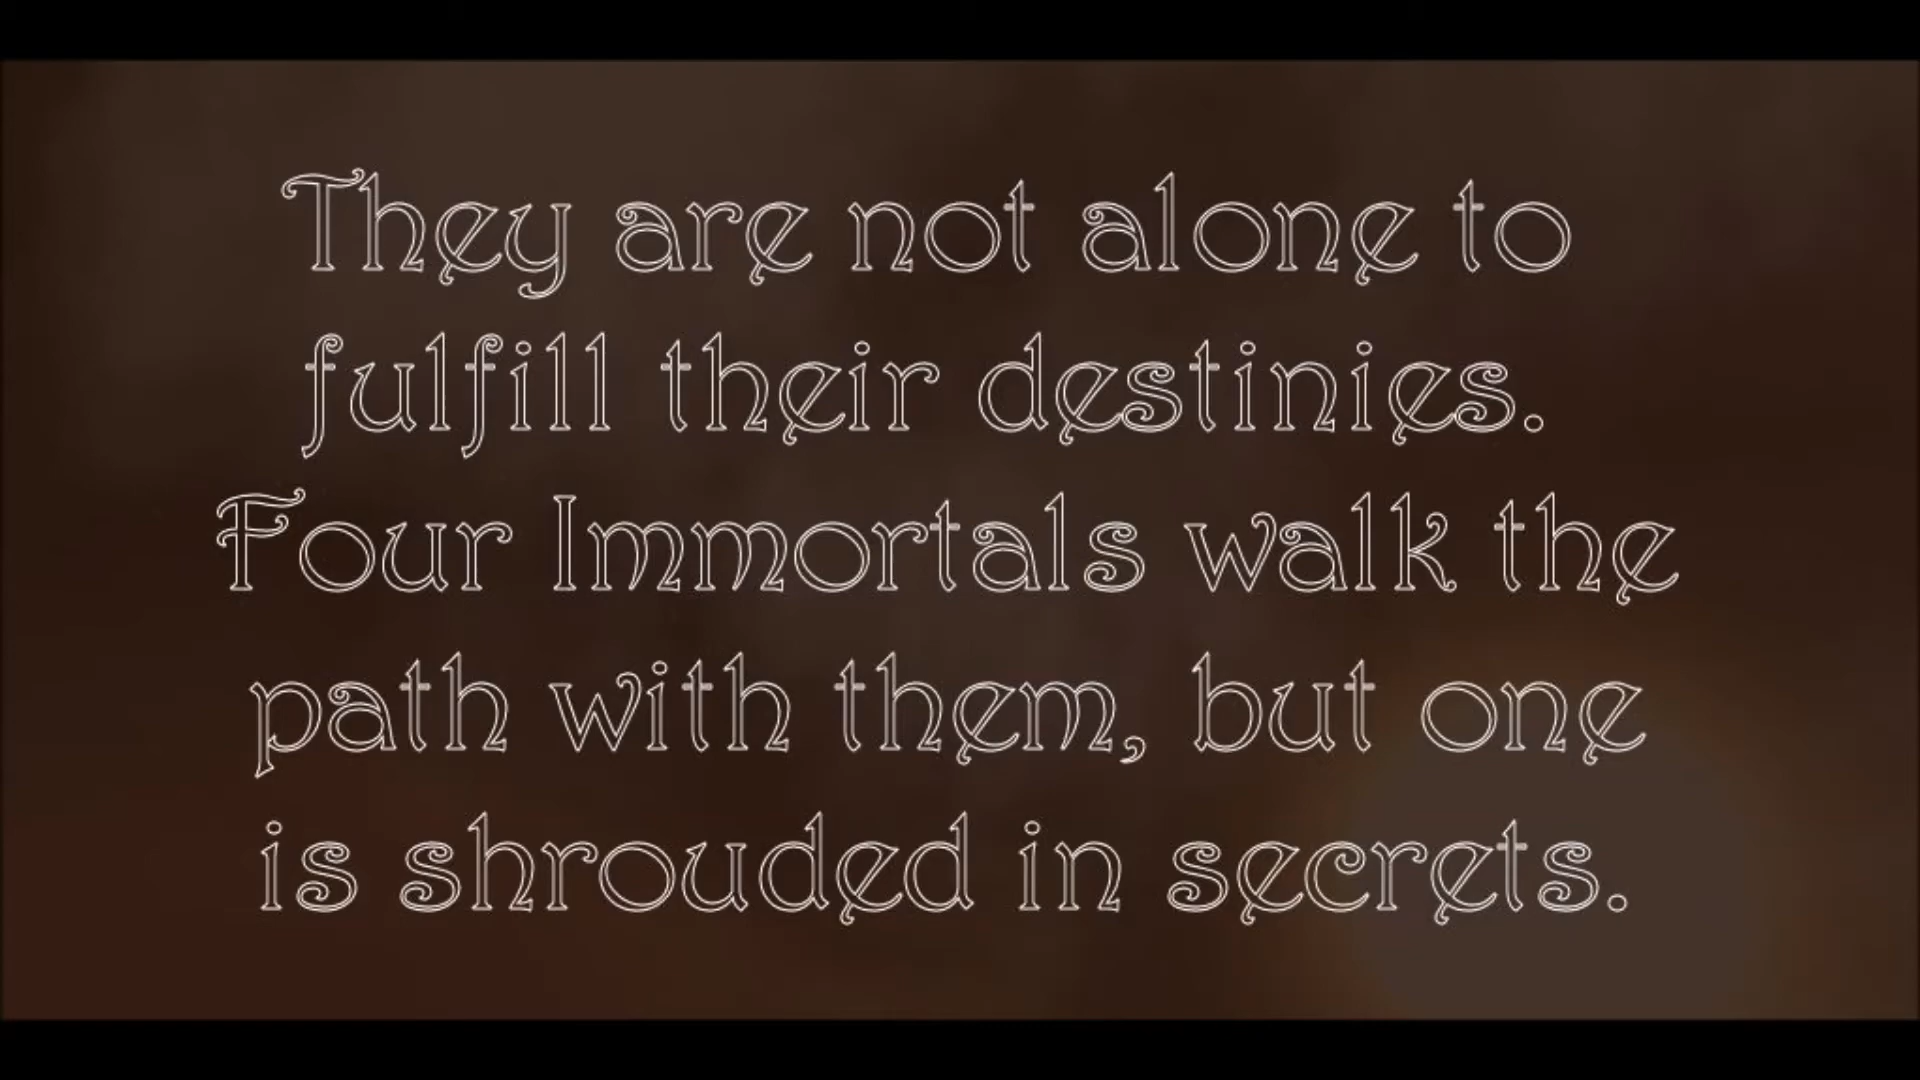 They are not alone to
fulfill their destinies.
Four Immortals walk the
path with them, but one
is shrouded in secrets.